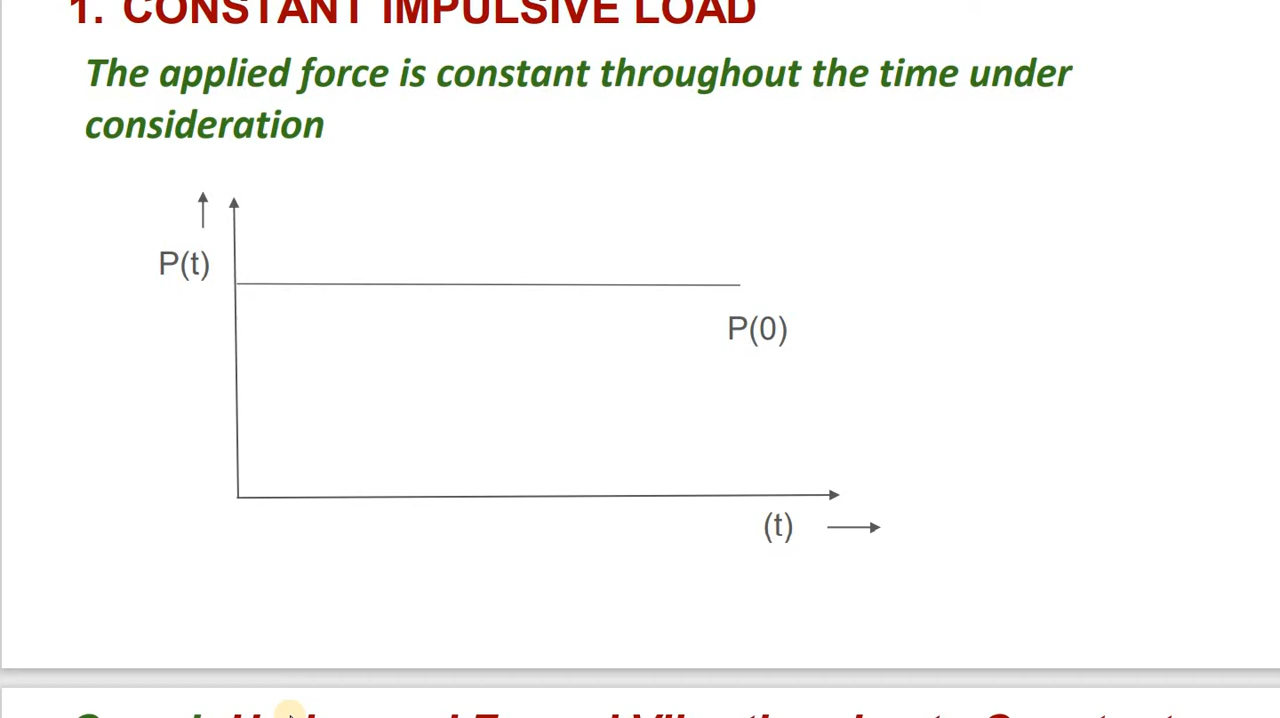 1. CONSTANT IMPULSIVE LOAD
The applied force is constant throughout the time under
consideration
P(t)
P(0)
(t)